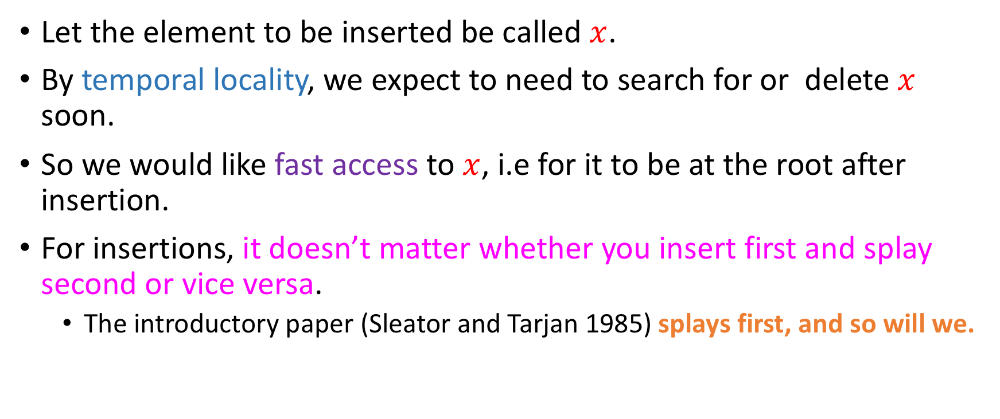 • Let the element to be inserted be called x.
• By temporal locality, we expect to need to search for or  delete x
soon.
• So we would like fast access to x, i.e for it to be at the root after
insertion.
• For insertions, it doesn’t matter whether you insert first and splay
second or vice versa.
• The introductory paper (Sleator and Tarjan 1985) splays first, and so will we.